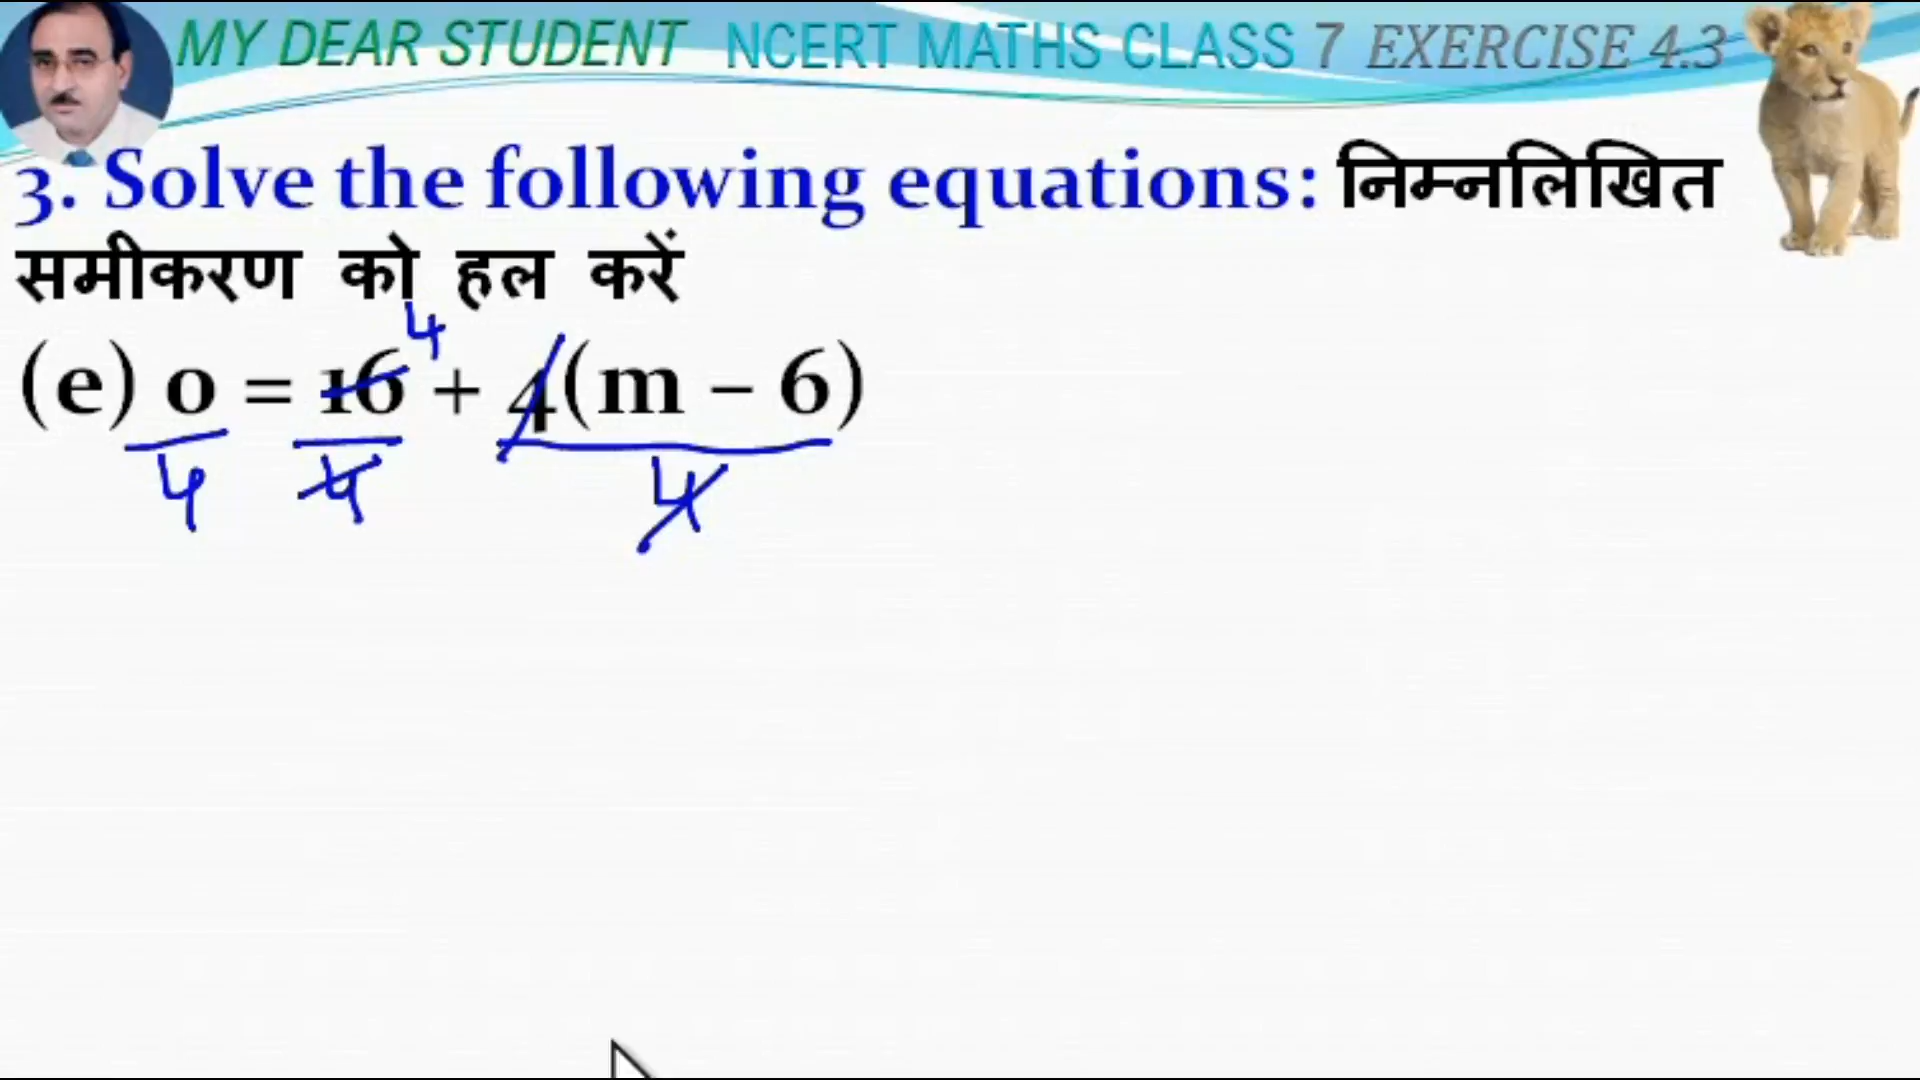 MY DEAR STUDENT NCERT MATHS CLASS 7 EXERCISE 4.3
3. Solve the following equations: निम्नलिखित
समीकरण को हल करें
4
(e) 0 = 16 + 4(m – 6)
4 4 4